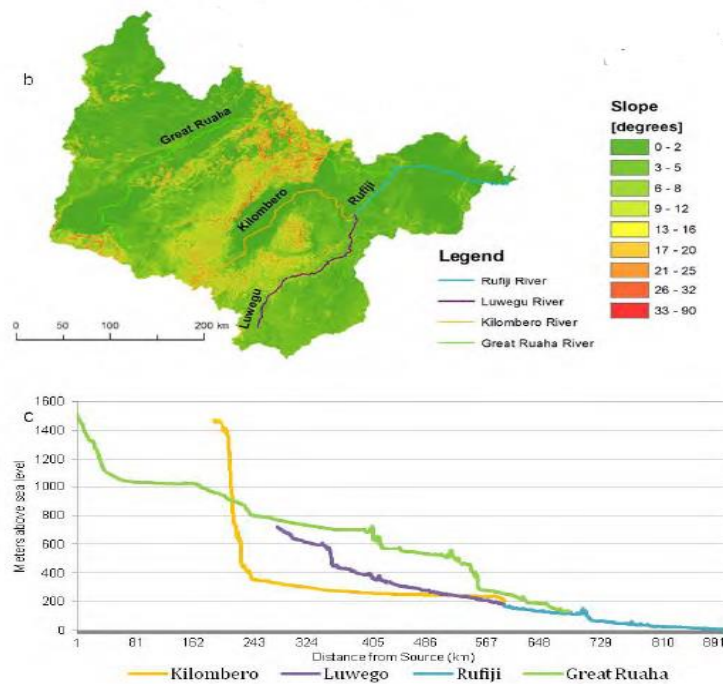 b
Great Ruaha
Kilombero
Rufiji
Luwegu
0 50 100 200 km
Slope
[degrees]
0 - 2
3 - 5
6 - 8
9 - 12
13 - 16
17 - 20
21 - 25
26 - 32
33 - 90
Legend
Rufiji River
Luwegu River
Kilombero River
Great Ruaha River
c
Meters above sea level
1600
1400
1200
1000
800
600
400
200
0
1 81 162 243 324 405 486 567 648 729 810 891
Distance from Source (km)
Kilombero Luwego Rufiji Great Ruaha